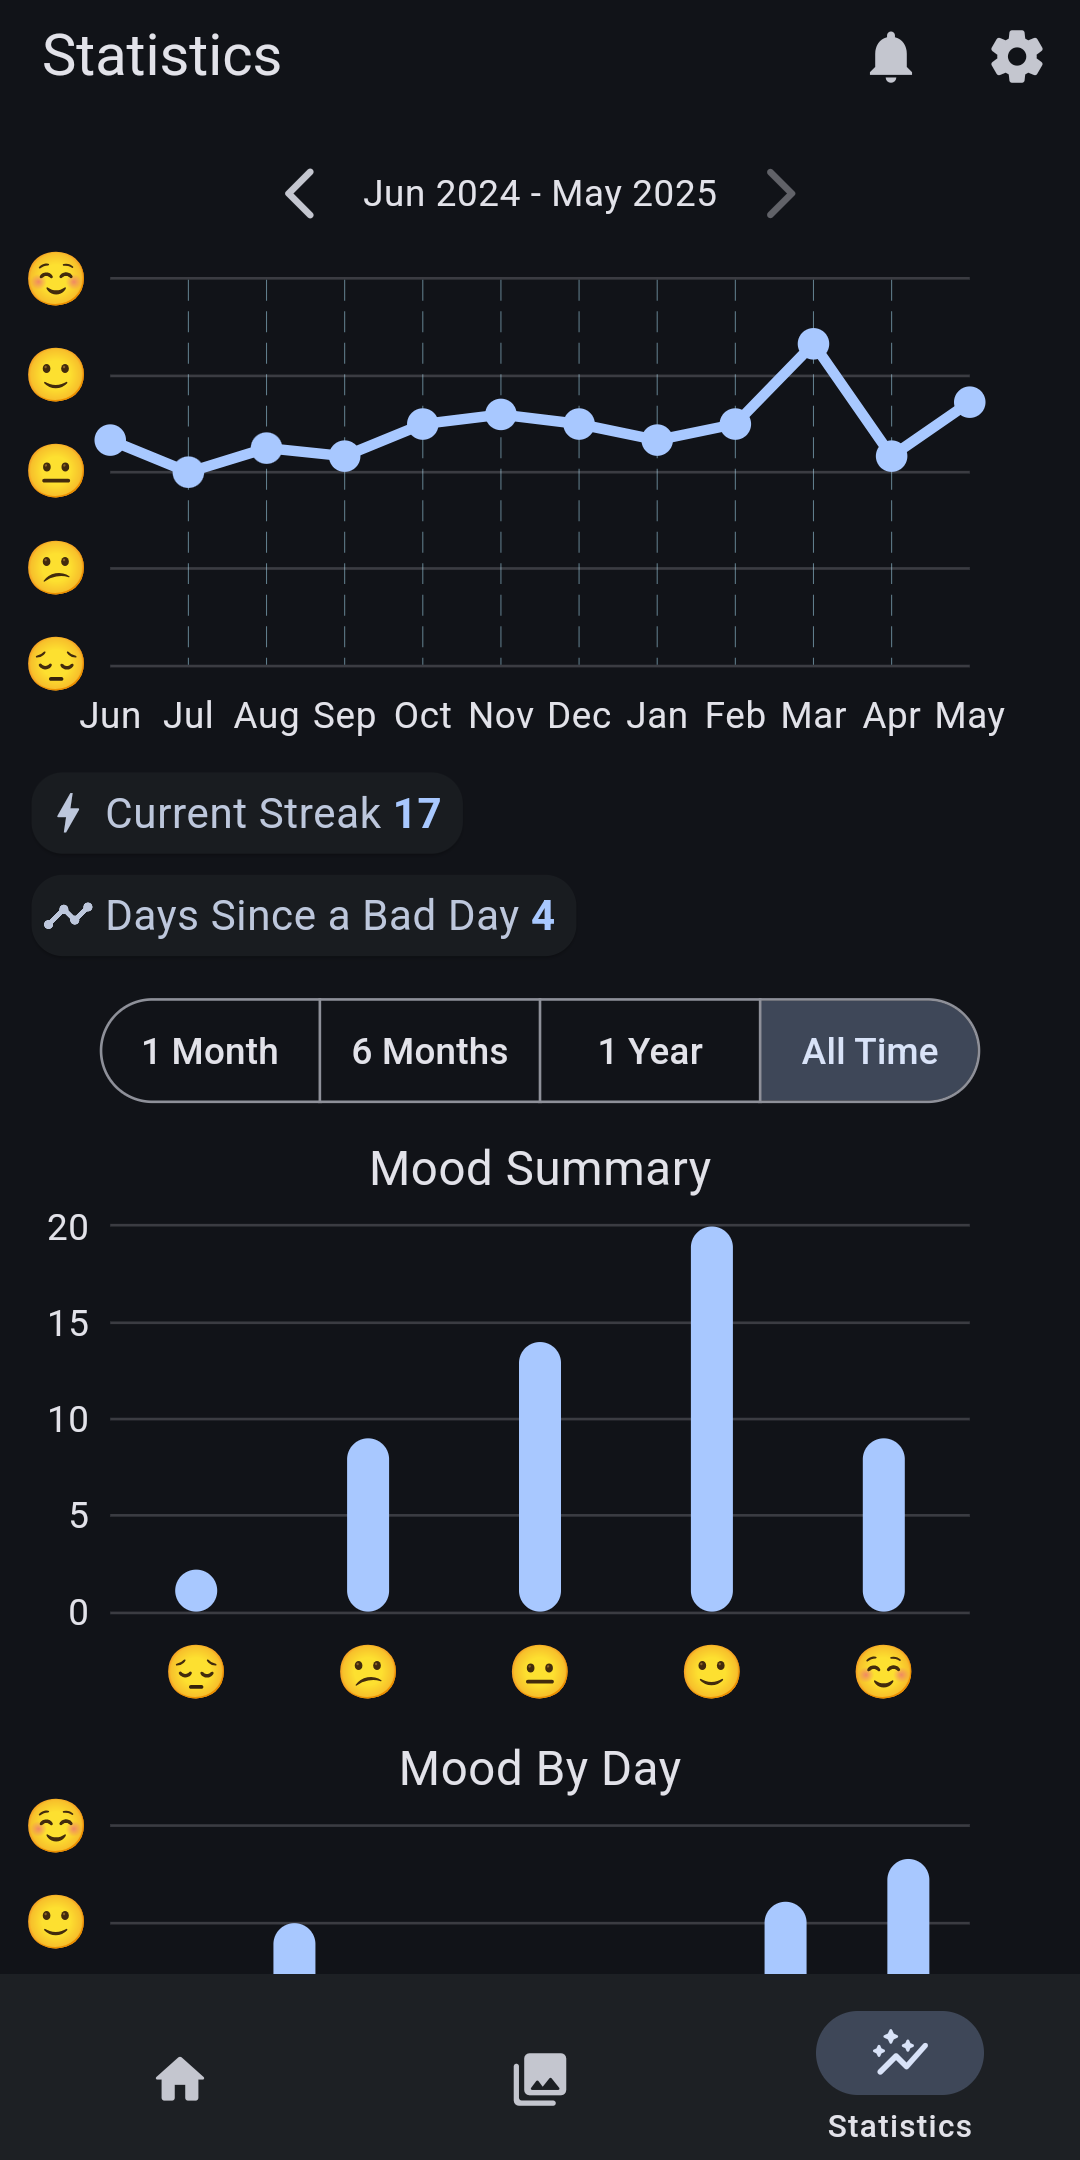 Statistics
Jun 2024 - May 2025
Jun Jul Aug Sep Oct Nov Dec Jan Feb Mar Apr May
Current Streak 17
Days Since a Bad Day 4
1 Month 6 Months 1 Year All Time
Mood Summary
20
15
10
5
0
Mood By Day
Statistics